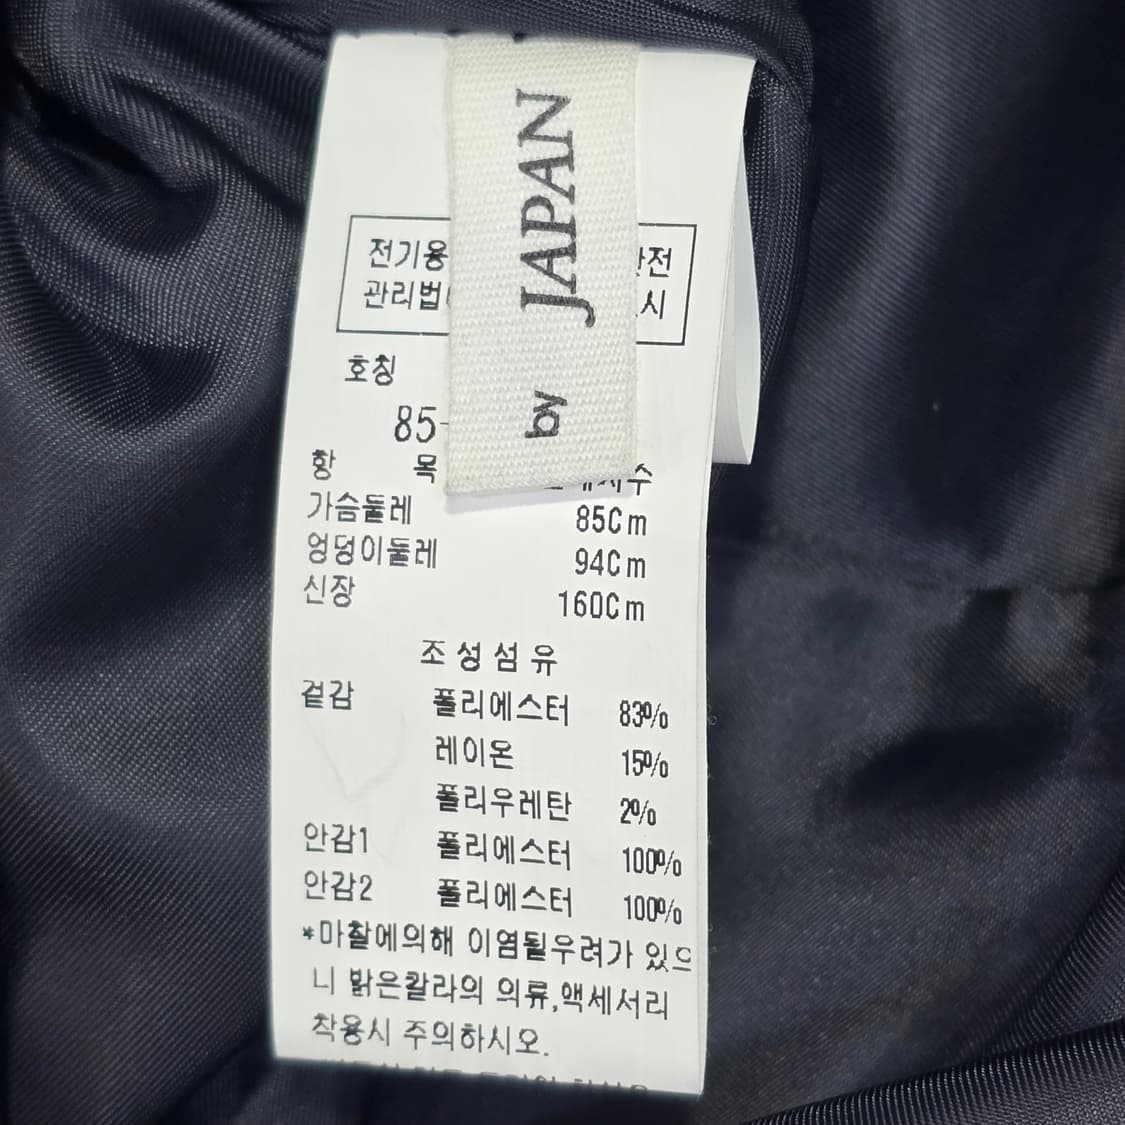 by JAPAN
전기용 전
관리법 시
호칭
85-
항 목 수
가슴둘레 85Cm
엉덩이둘레 94Cm
신장 160Cm
조성섬유
겉감 폴리에스터 83%
레이온 15%
폴리우레탄 2%
안감1 폴리에스터 100%
안감2 폴리에스터 100%
*마찰에의해 이염될우려가 있으
니 밝은칼라의 의류,액세서리
착용시 주의하시오.